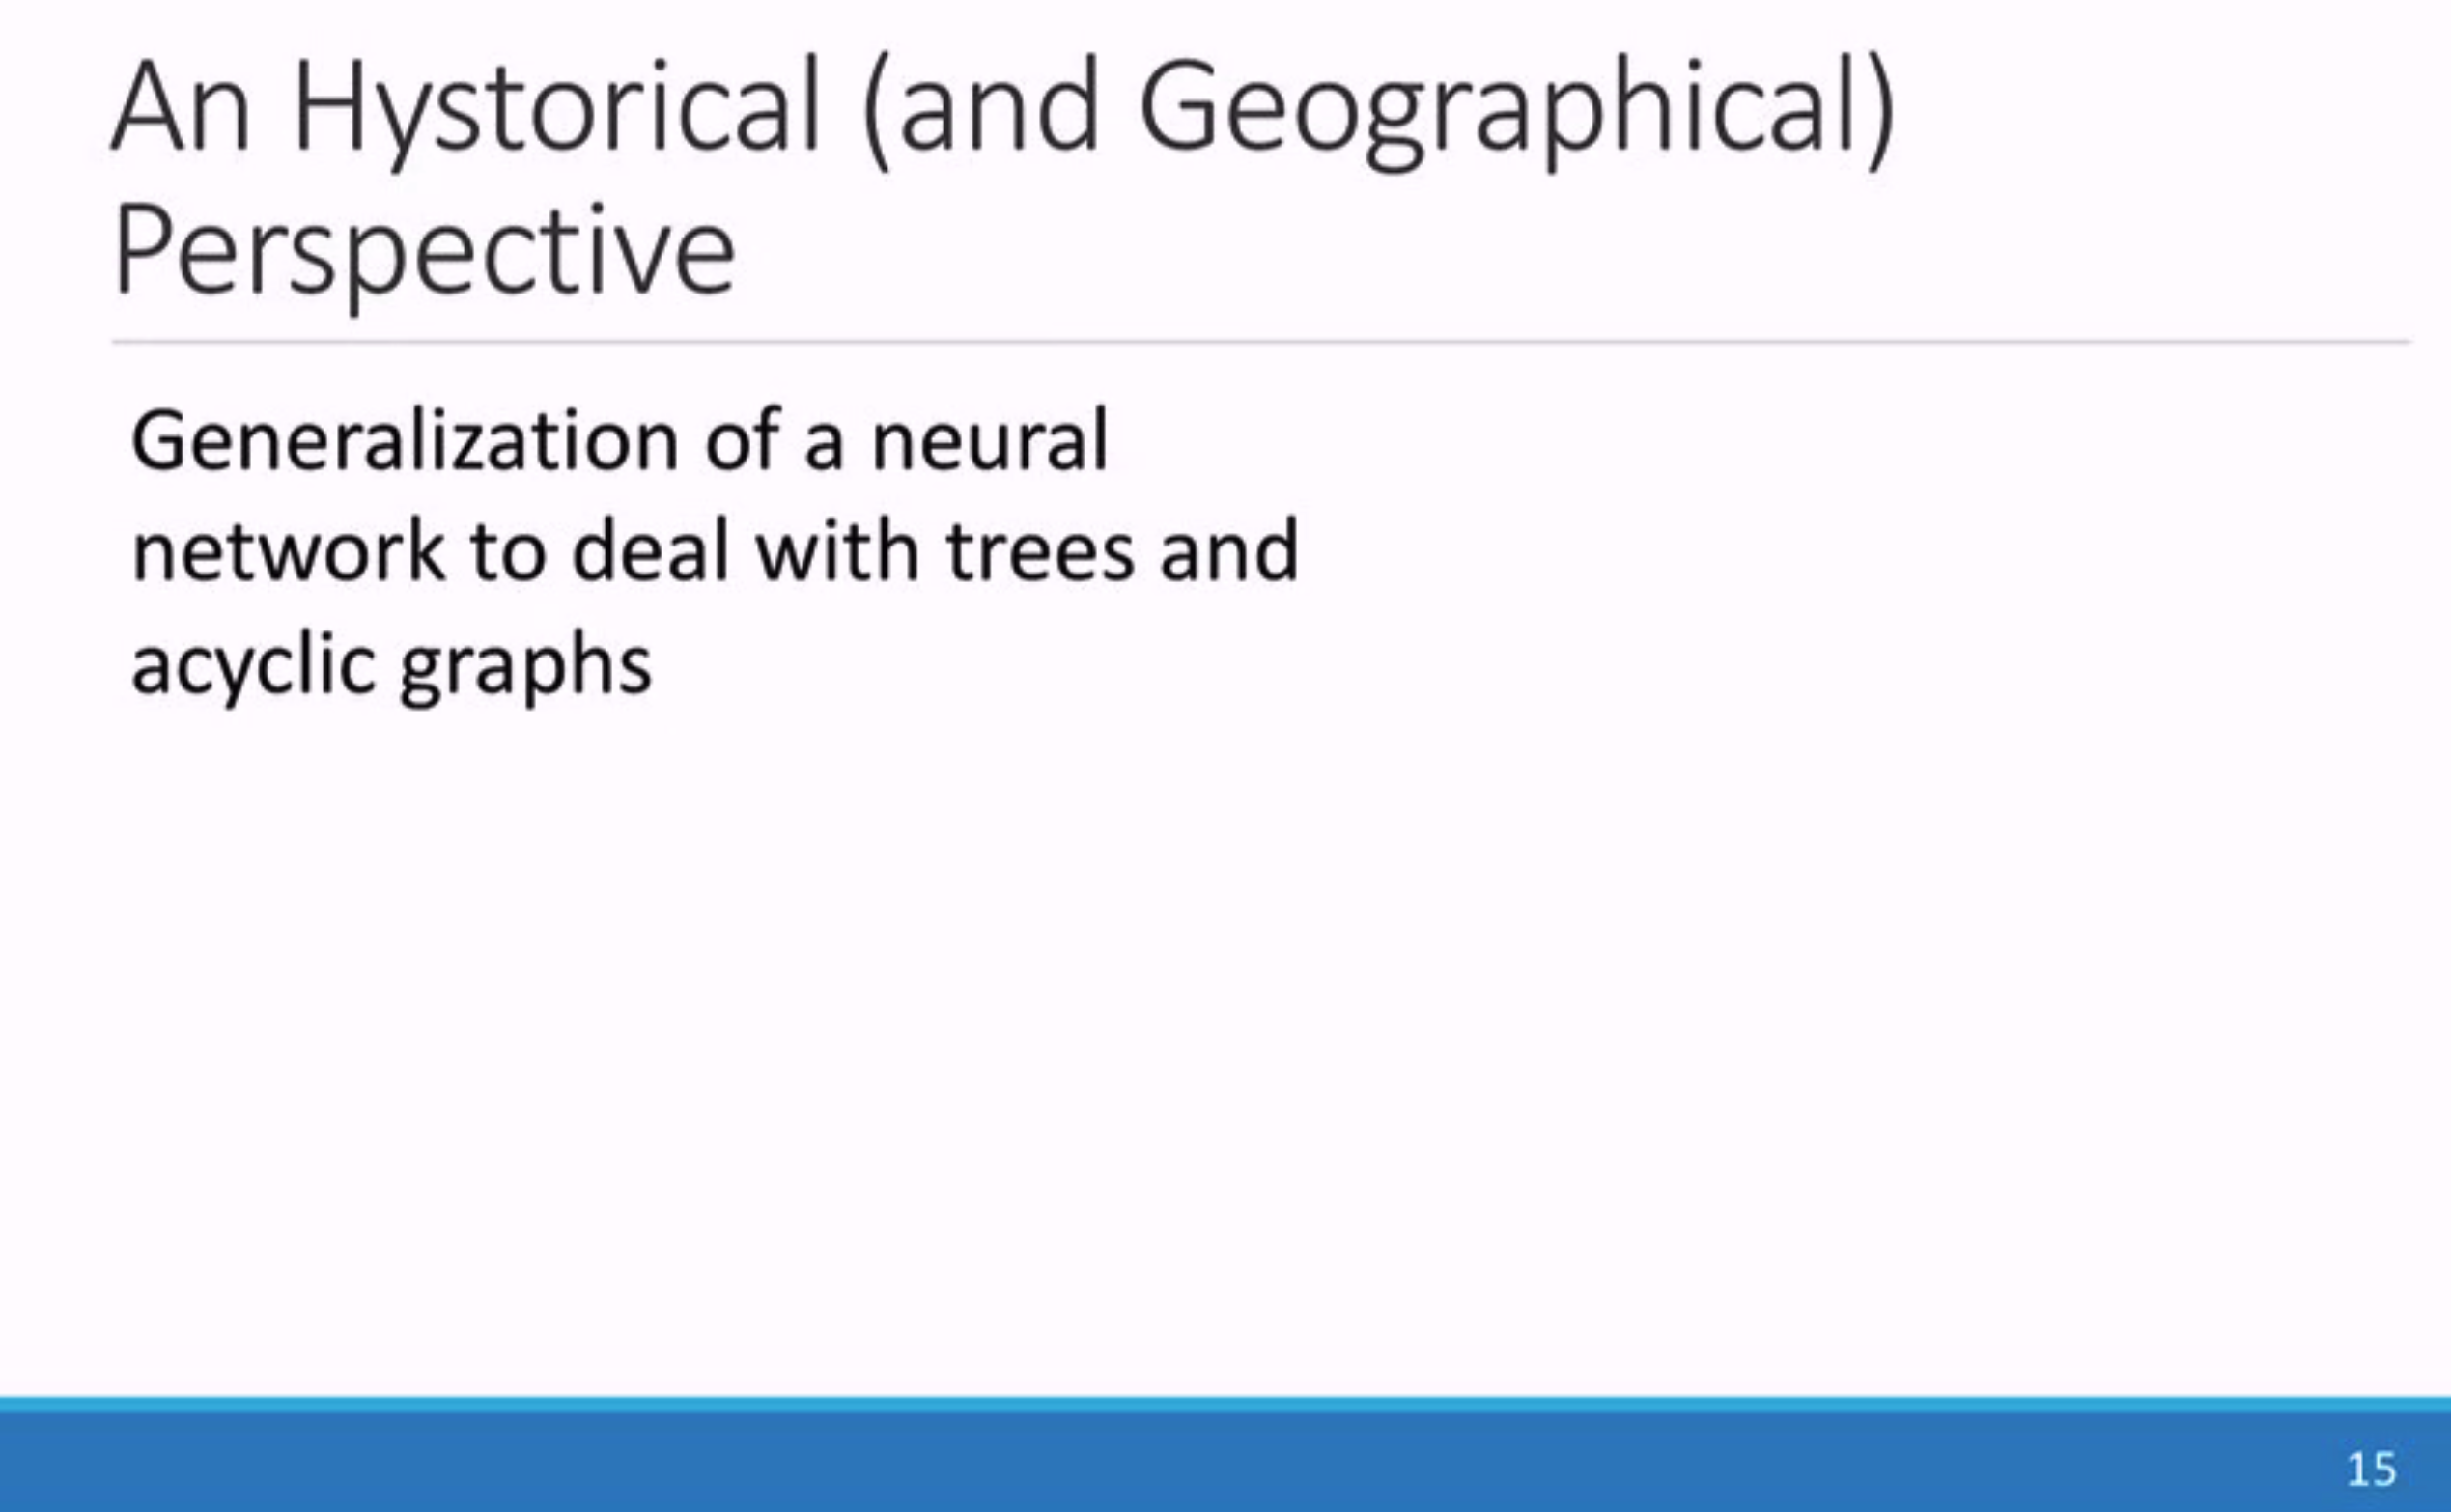 An Hystorical (and Geographical)
Perspective
Generalization of a neural
network to deal with trees and
acyclic graphs
15